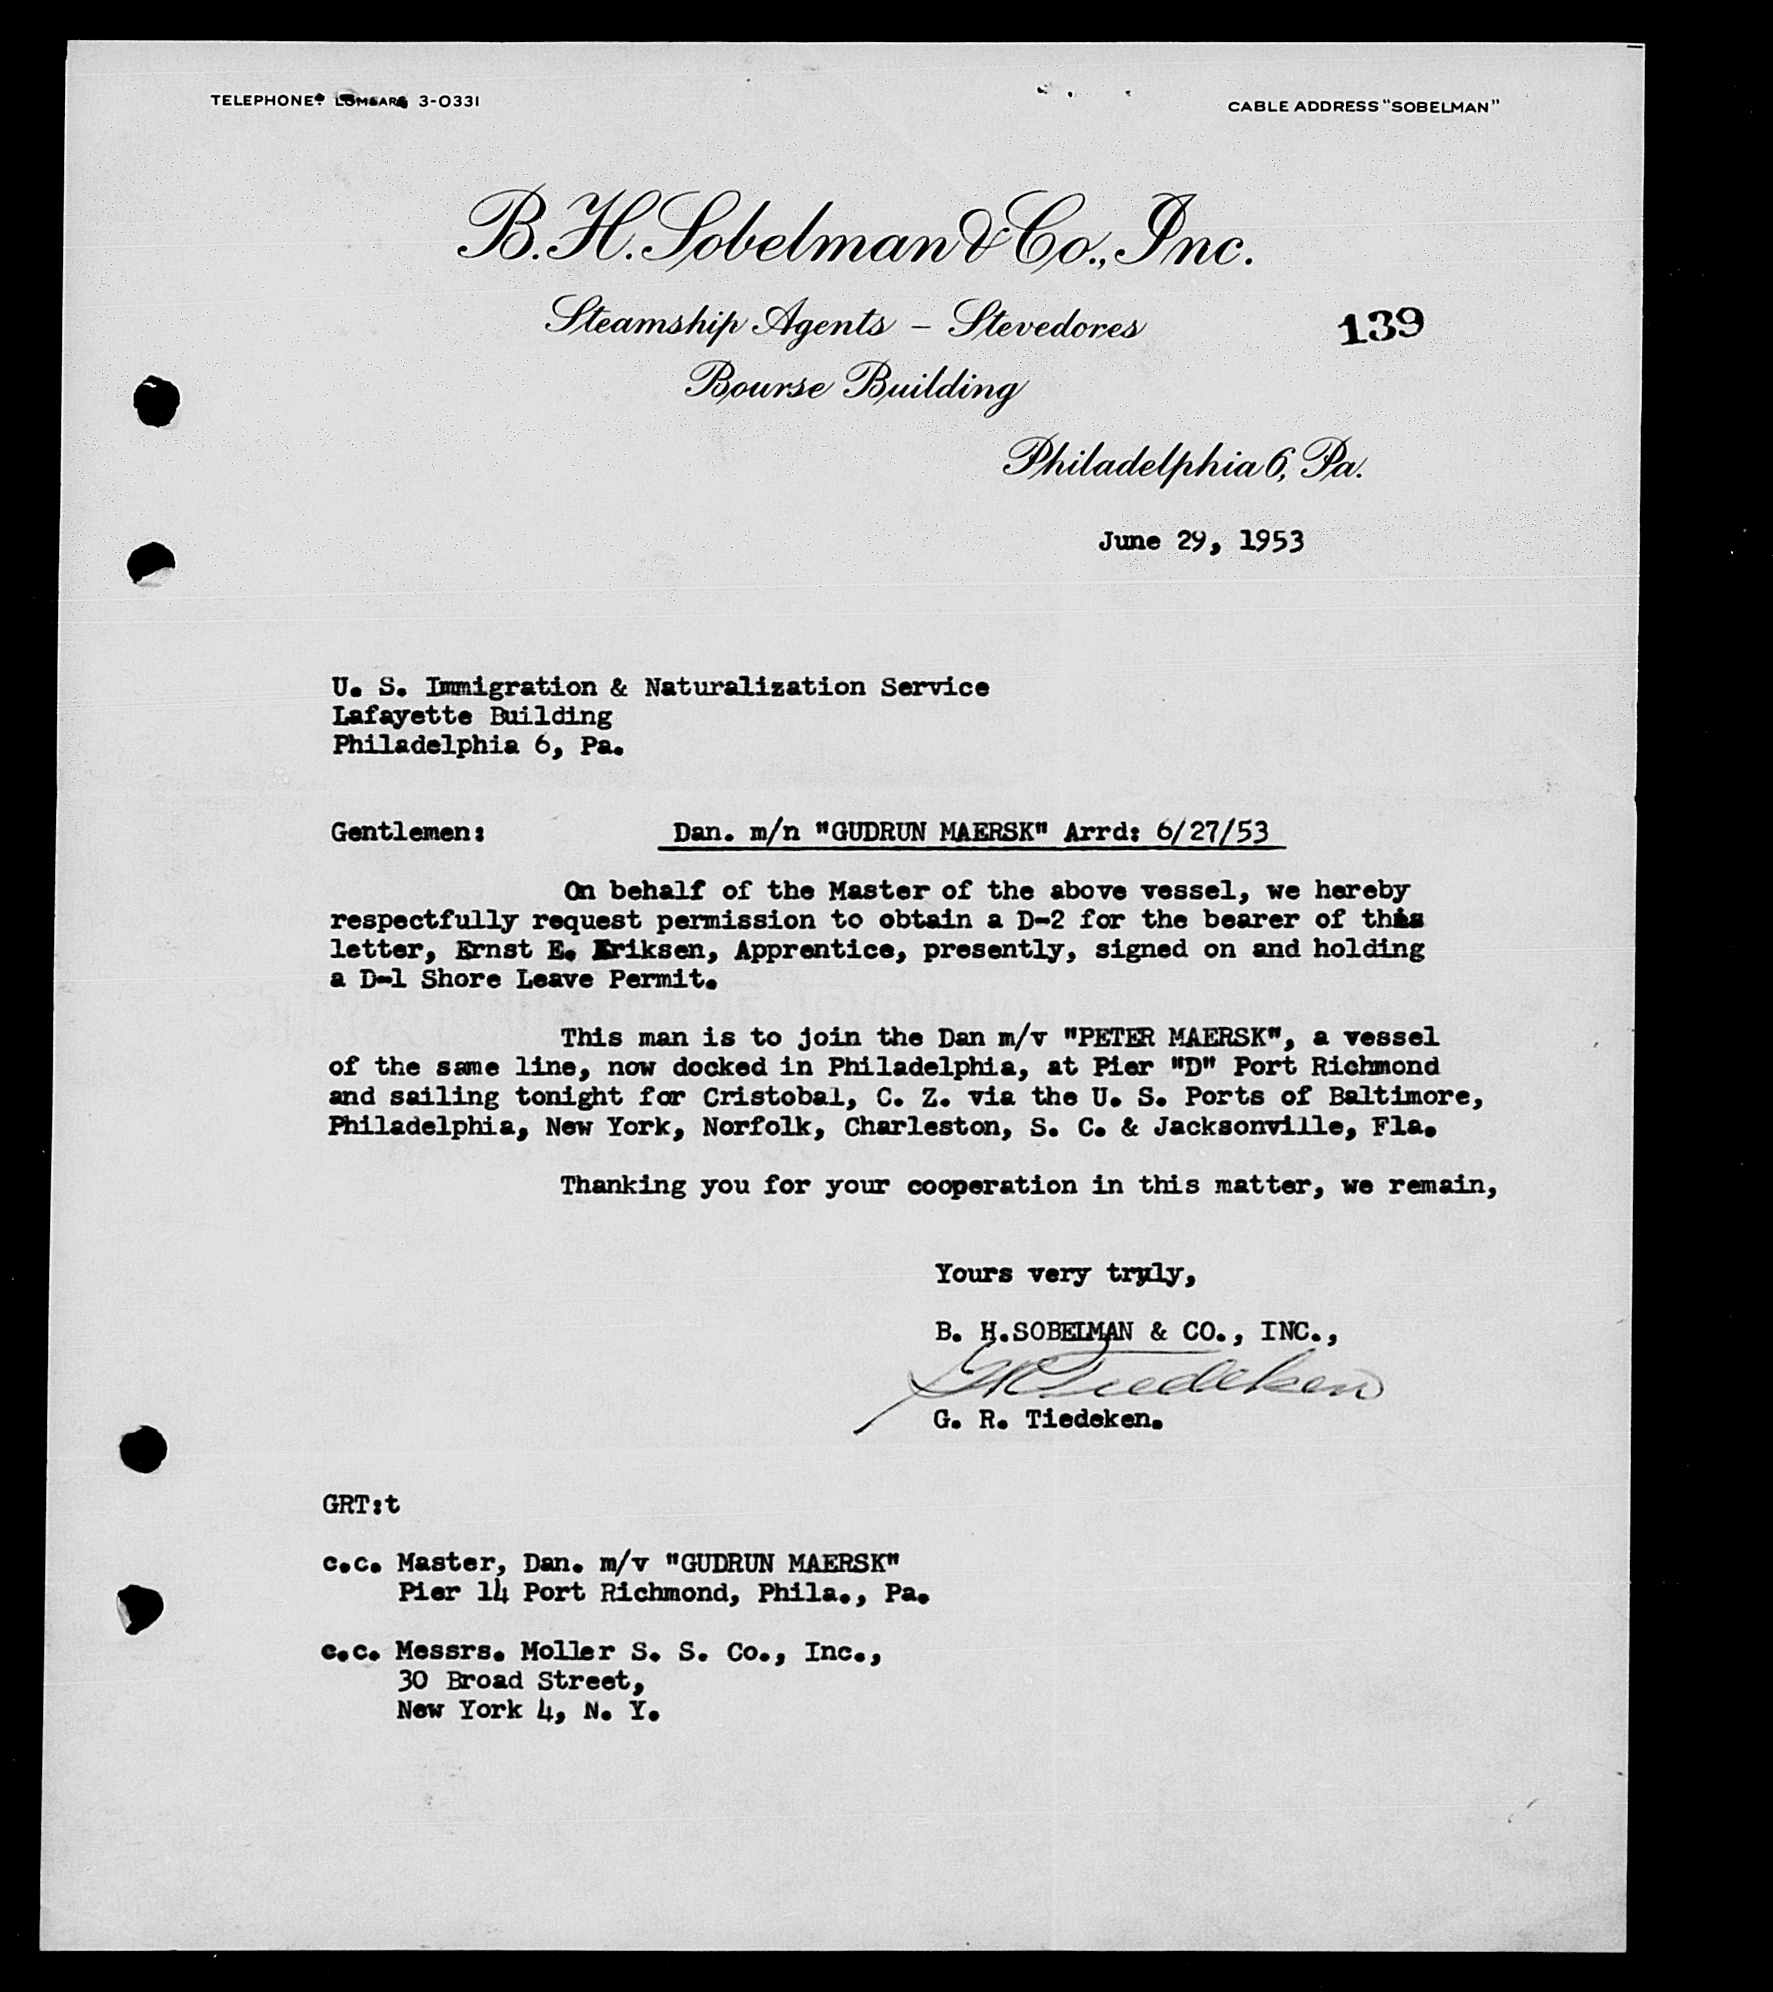 TELEPHONE: LOMBARD 3-0331
CABLE ADDRESS "SOBELMAN"
B. H. Sobelman & Co., Inc.
Steamship Agents – Stevedores
139
Bourse Building
Philadelphia 6, Pa.
June 29, 1953
U. S. Immigration & Naturalization Service
Lafayette Building
Philadelphia 6, Pa.
Gentlemen: Dan. m/n "GUDRUN MAERSK" Arrd: 6/27/53
On behalf of the Master of the above vessel, we hereby
respectfully request permission to obtain a D-2 for the bearer of this
letter, Ernst E. Eriksen, Apprentice, presently, signed on and holding
a D-1 Shore Leave Permit.
This man is to join the Dan m/v "PETER MAERSK", a vessel
of the same line, now docked in Philadelphia, at Pier "D" Port Richmond
and sailing tonight for Cristobal, C. Z. via the U. S. Ports of Baltimore,
Philadelphia, New York, Norfolk, Charleston, S. C. & Jacksonville, Fla.
Thanking you for your cooperation in this matter, we remain,
Yours very truly,
B. H.SOBELMAN & CO., INC.,
GRTiedeken
G. R. Tiedeken.
GRT:t
c.c. Master, Dan. m/v "GUDRUN MAERSK"
Pier 14 Port Richmond, Phila., Pa.
c.c. Messrs. Moller S. S. Co., Inc.,
30 Broad Street,
New York 4, N. Y.